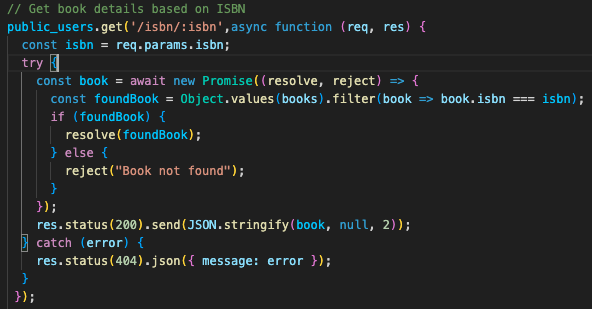 // Get book details based on ISBN
public_users.get('/isbn/:isbn',async function (req, res) {
  const isbn = req.params.isbn;
  try {
    const book = await new Promise((resolve, reject) => {
      const foundBook = Object.values(books).filter(book => book.isbn === isbn);
      if (foundBook) {
        resolve(foundBook);
      } else {
        reject("Book not found");
      }
    });
    res.status(200).send(JSON.stringify(book, null, 2));
  } catch (error) {
    res.status(404).json({ message: error });
  }
 });